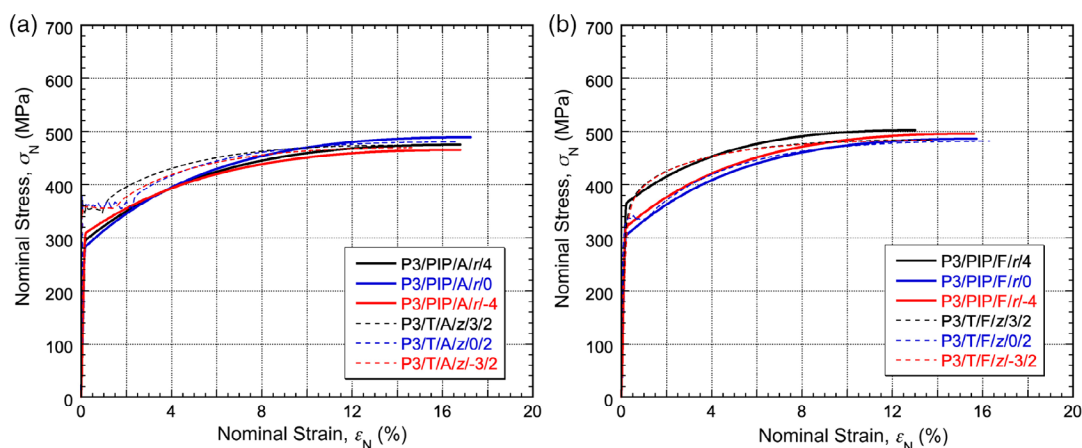 (a)
700
600
500
400
300
200
100
0
Nominal Stress, σN (MPa)
P3/PIP/A/r/4
P3/PIP/A/r/0
P3/PIP/A/r/-4
P3/T/A/z/3/2
P3/T/A/z/0/2
P3/T/A/z/-3/2
0 4 8 12 16 20
Nominal Strain, εN (%)
(b)
700
600
500
400
300
200
100
0
Nominal Stress, σN (MPa)
P3/PIP/F/r/4
P3/PIP/F/r/0
P3/PIP/F/r/-4
P3/T/F/z/3/2
P3/T/F/z/0/2
P3/T/F/z/-3/2
0 4 8 12 16 20
Nominal Strain, εN (%)